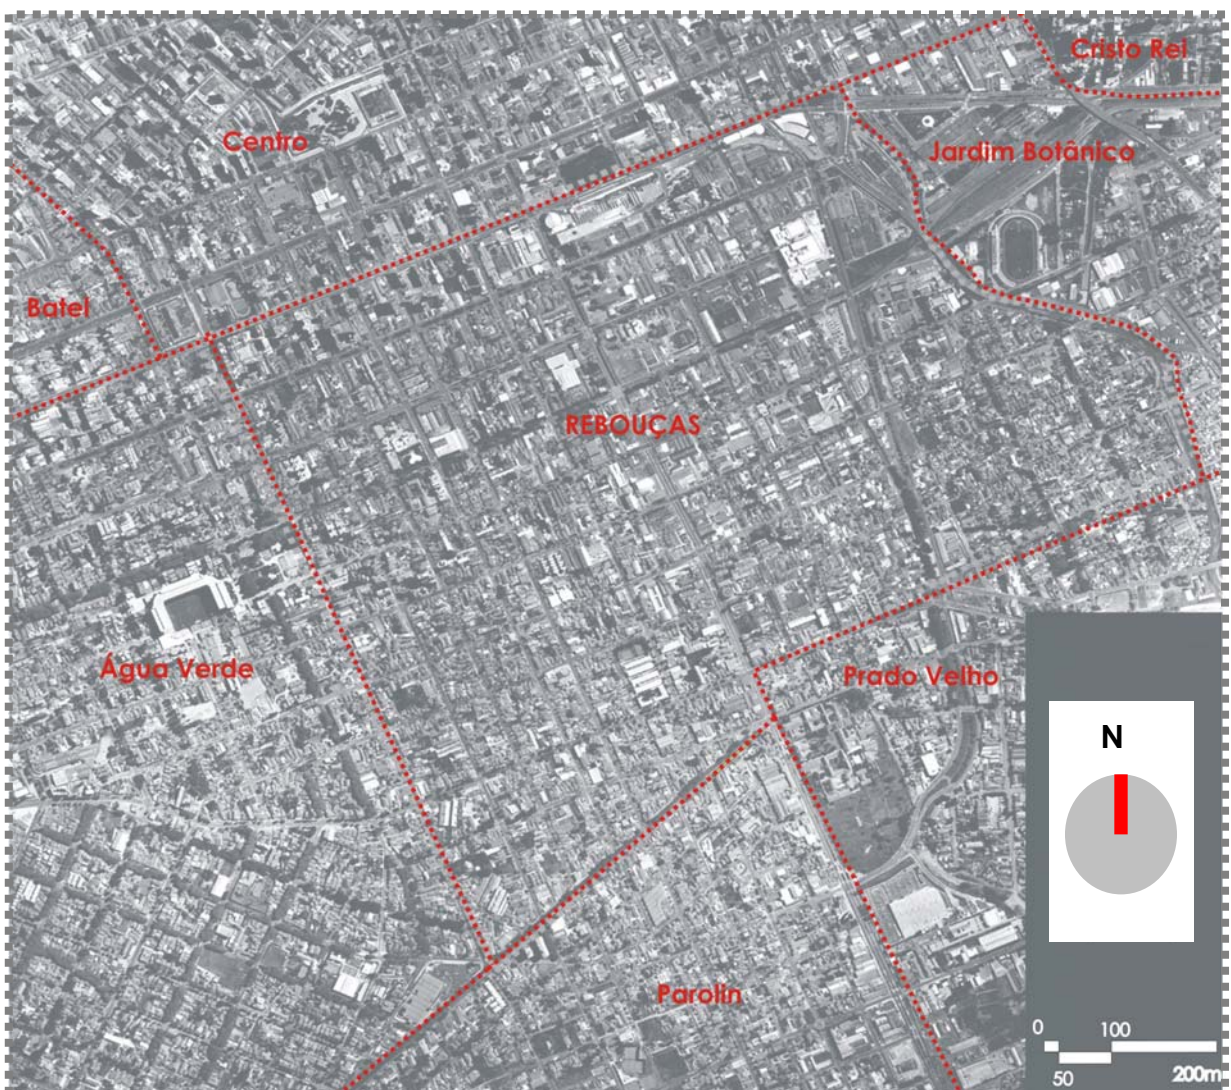 Cristo Rei
Centro
Jardim Botânico
Batel
REBOUÇAS
Água Verde
Prado Velho
N
Parolin
0
100
50
200m